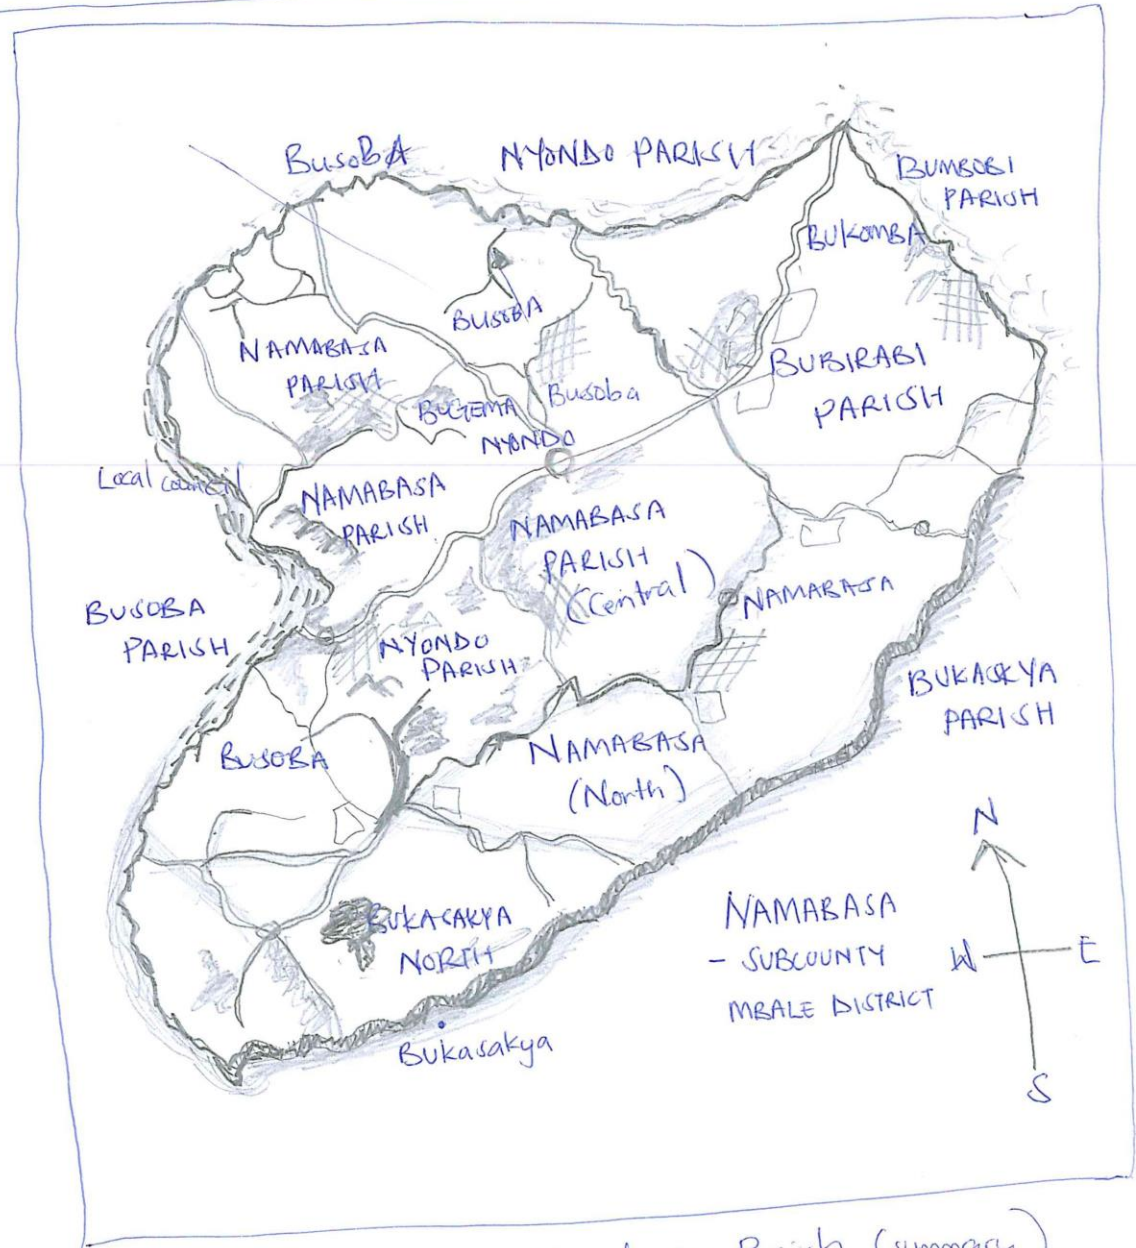 BUSOBA
NYONDO PARISH
BUMBOBI
PARISH
BUKOMBA
BUSOBA
NAMABASA
PARISH
BUGEMA
Busoba
BUBIRABI
PARISH
NYONDO
Local council
NAMABASA
PARISH
NAMABASA
PARISH
(Central)
NAMABASA
BUSOBA
PARISH
NYONDO
PARISH
BUKASKYA
PARISH
BUSOBA
NAMABASA
(North)
N
W
E
S
BUKASAKYA
NORTH
NAMABASA
- SUBCOUNTY
MBALE DISTRICT
Bukasakya
(summary)